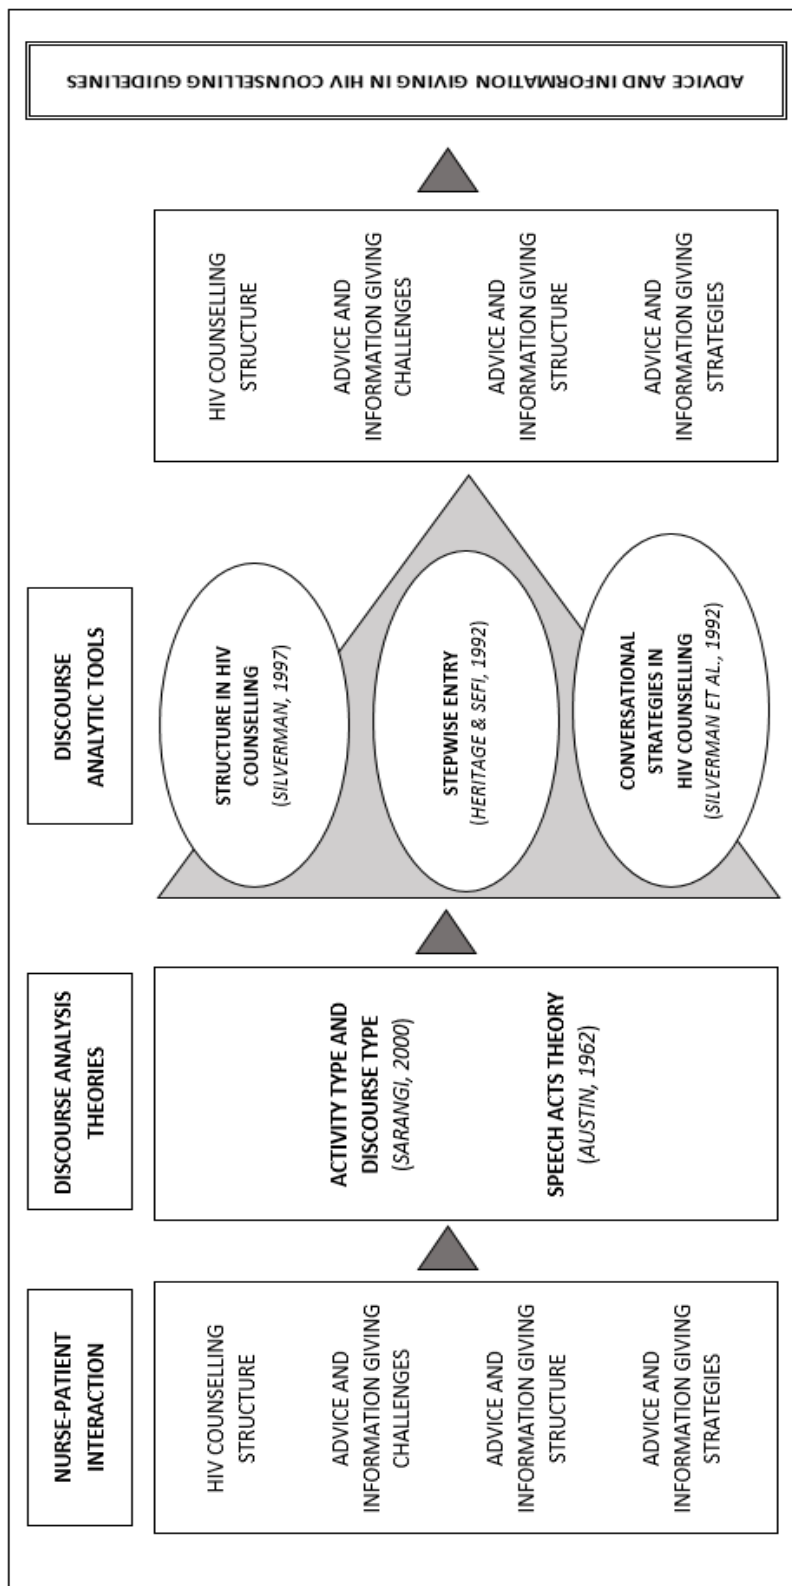 NURSE-PATIENT
INTERACTION
HIV COUNSELLING
STRUCTURE
ADVICE AND
INFORMATION GIVING
CHALLENGES
ADVICE AND
INFORMATION GIVING
STRUCTURE
ADVICE AND
INFORMATION GIVING
STRATEGIES
DISCOURSE ANALYSIS
THEORIES
ACTIVITY TYPE AND
DISCOURSE TYPE
(SARANGI, 2000)
SPEECH ACTS THEORY
(AUSTIN, 1962)
DISCOURSE
ANALYTIC TOOLS
STRUCTURE IN HIV
COUNSELLING
(SILVERMAN, 1997)
STEPWISE ENTRY
(HERITAGE & SEFI, 1992)
CONVERSATIONAL
STRATEGIES IN
HIV COUNSELLING
(SILVERMAN ET AL., 1992)
HIV COUNSELLING
STRUCTURE
ADVICE AND
INFORMATION GIVING
CHALLENGES
ADVICE AND
INFORMATION GIVING
STRUCTURE
ADVICE AND
INFORMATION GIVING
STRATEGIES
ADVICE AND INFORMATION GIVING IN HIV COUNSELLING GUIDELINES